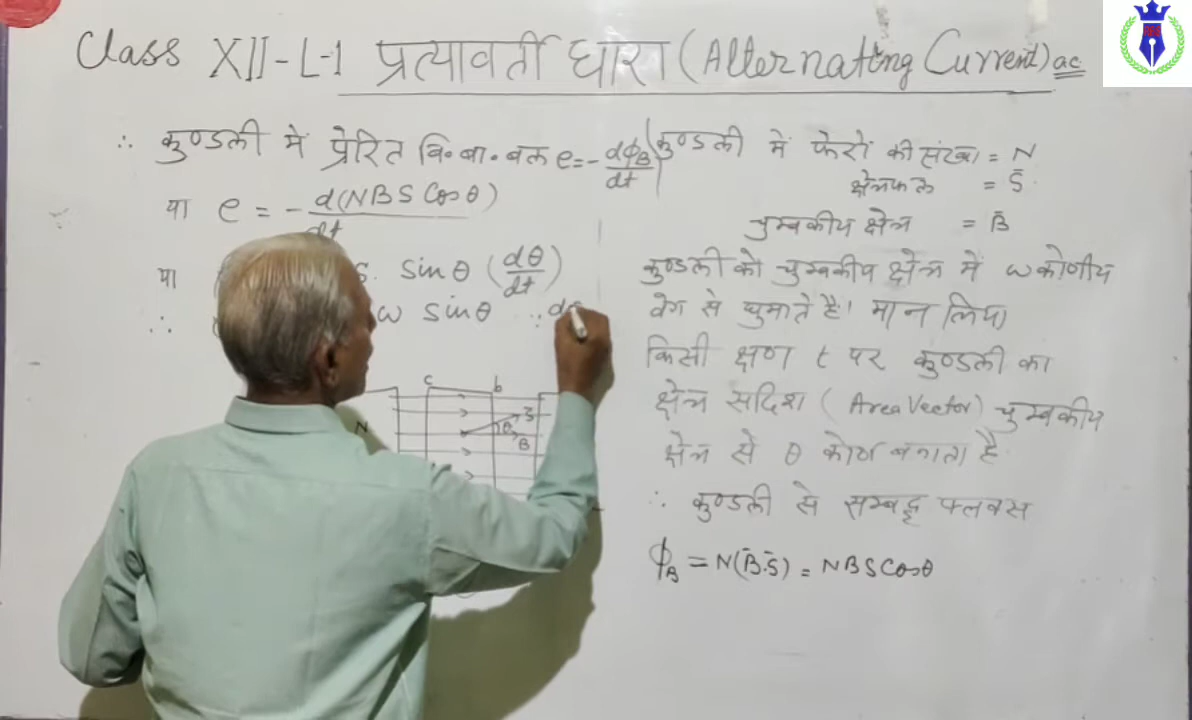 Class XII-L-1 प्रत्यावर्ती धारा (Alternating Current) ac
∴ कुण्डली में प्रेरित वि॰वा॰बल e = - dΦB/dt
या e = - d(NBS Cosθ)/dt
या S. sinθ (dθ/dt)
∴ ω sinθ ∵ dθ
N
c b
S
θ
B
कुण्डली में फेरों की संख्या = N
क्षेत्रफल = S̄
चुम्बकीय क्षेत्र = B̄
कुण्डली को चुम्बकीय क्षेत्र में ω कोणीय
वेग से घुमाते है। मान लिया
किसी क्षण t पर कुण्डली का
क्षेत्र सदिश (Area Vector) चुम्बकीय
क्षेत्र से θ कोण बनाता है
∴ कुण्डली से सम्बद्ध फ्लक्स
ΦB = N(B̄.S̄) = NBS Cosθ